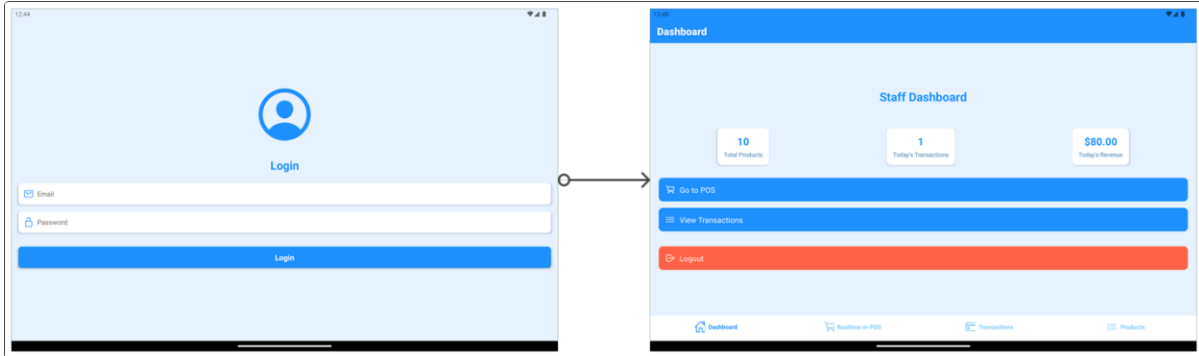 12:44
Login
Email
Password
Login
12:46
Dashboard
Staff Dashboard
10
Total Products
1
Today's Transactions
$80.00
Today's Revenue
Go to POS
View Transactions
Logout
Dashboard
Realtime in POS
Transactions
Products